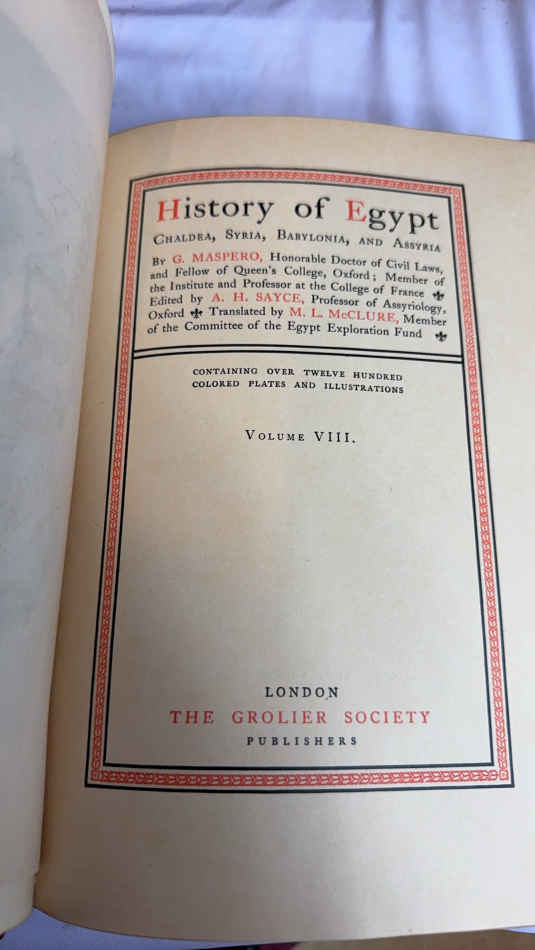 History of Egypt
Chaldea, Syria, Babylonia, and Assyria
By G. MASPERO, Honorable Doctor of Civil Laws,
and Fellow of Queen's College, Oxford; Member of
the Institute and Professor at the College of France
Edited by A. H. SAYCE, Professor of Assyriology,
Oxford Translated by M. L. McCLURE, Member
of the Committee of the Egypt Exploration Fund
CONTAINING OVER TWELVE HUNDRED
COLORED PLATES AND ILLUSTRATIONS
Volume VIII.
LONDON
THE GROLIER SOCIETY
PUBLISHERS